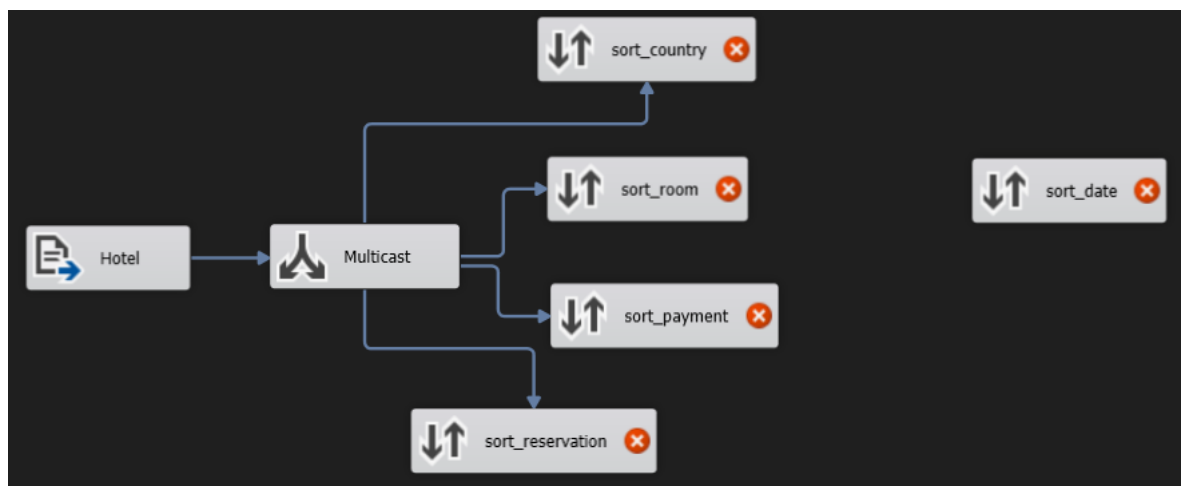 sort_country
sort_room
sort_date
Hotel
Multicast
sort_payment
sort_reservation